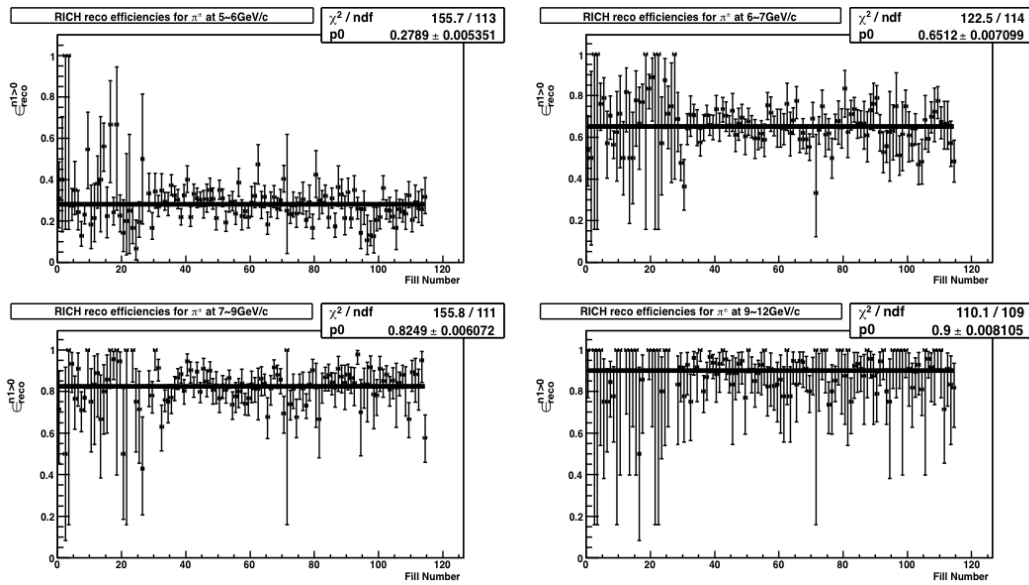 RICH reco efficiencies for π± at 5~6GeV/c
χ² / ndf 155.7 / 113
p0 0.2789 ± 0.005351
∈ n1>0 reco
1
0.8
0.6
0.4
0.2
0
0 20 40 60 80 100 120
Fill Number
RICH reco efficiencies for π± at 6~7GeV/c
χ² / ndf 122.5 / 114
p0 0.6512 ± 0.007099
∈ n1>0 reco
1
0.8
0.6
0.4
0.2
0
0 20 40 60 80 100 120
Fill Number
RICH reco efficiencies for π± at 7~9GeV/c
χ² / ndf 155.8 / 111
p0 0.8249 ± 0.006072
∈ n1>0 reco
1
0.8
0.6
0.4
0.2
0
0 20 40 60 80 100 120
Fill Number
RICH reco efficiencies for π± at 9~12GeV/c
χ² / ndf 110.1 / 109
p0 0.9 ± 0.008105
∈ n1>0 reco
1
0.8
0.6
0.4
0.2
0
0 20 40 60 80 100 120
Fill Number